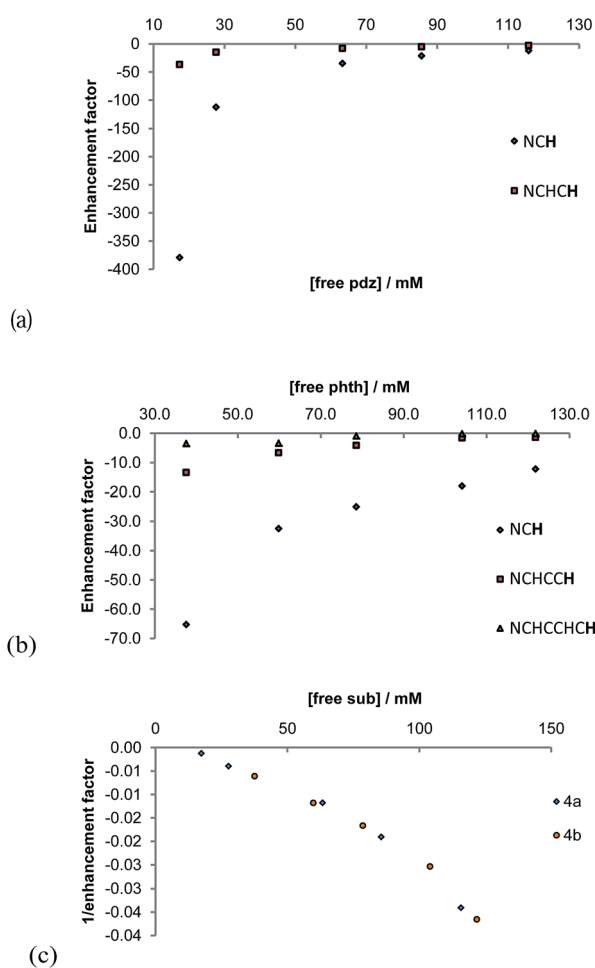 10 30 50 70 90 110 130
0
-50
-100
-150
-200
-250
-300
-350
-400
Enhancement factor
NCH
NCHCH
[free pdz] / mM
(a)
[free phth] / mM
30.0 50.0 70.0 90.0 110.0 130.0
0.0
-10.0
-20.0
-30.0
-40.0
-50.0
-60.0
-70.0
Enhancement factor
NCH
NCHCCH
NCHCCHCH
(b)
[free sub] / mM
0 50 100 150
0.00
-0.01
-0.01
-0.02
-0.02
-0.03
-0.03
-0.04
-0.04
1/enhancement factor
4a
4b
(c)